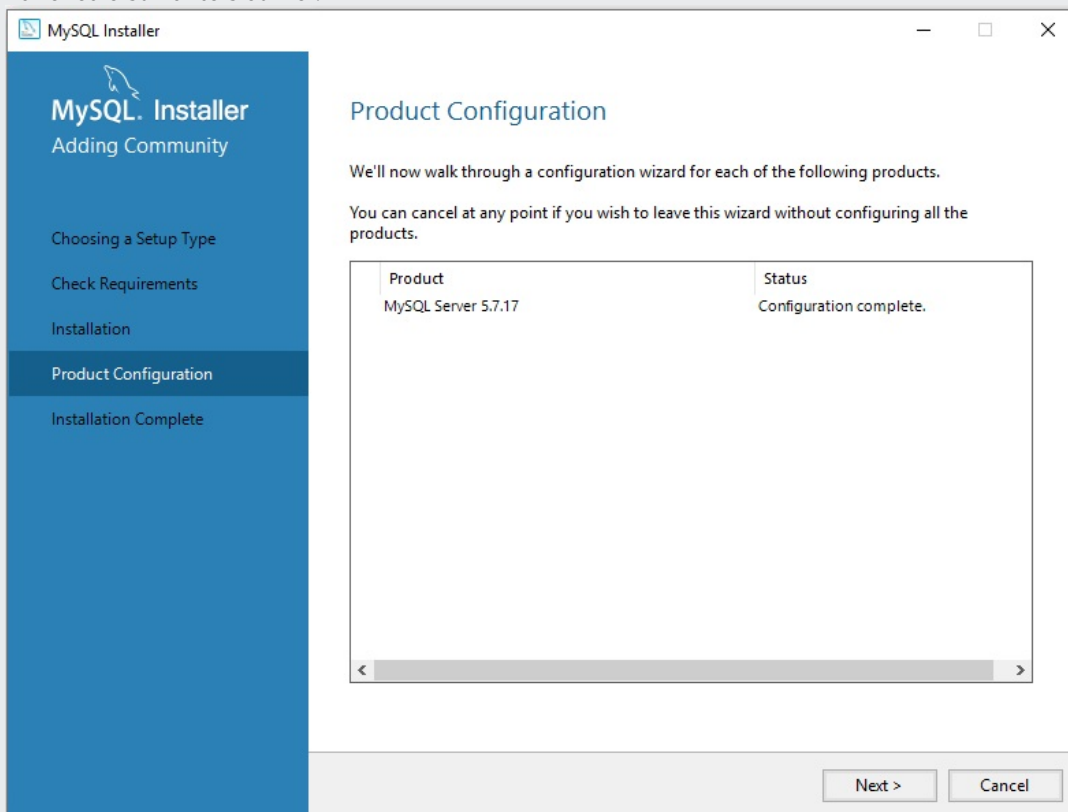 MySQL Installer
MySQL. Installer
Adding Community
Choosing a Setup Type
Check Requirements
Installation
Product Configuration
Installation Complete
Product Configuration
We'll now walk through a configuration wizard for each of the following products.
You can cancel at any point if you wish to leave this wizard without configuring all the
products.
Product Status
MySQL Server 5.7.17 Configuration complete.
Next > Cancel